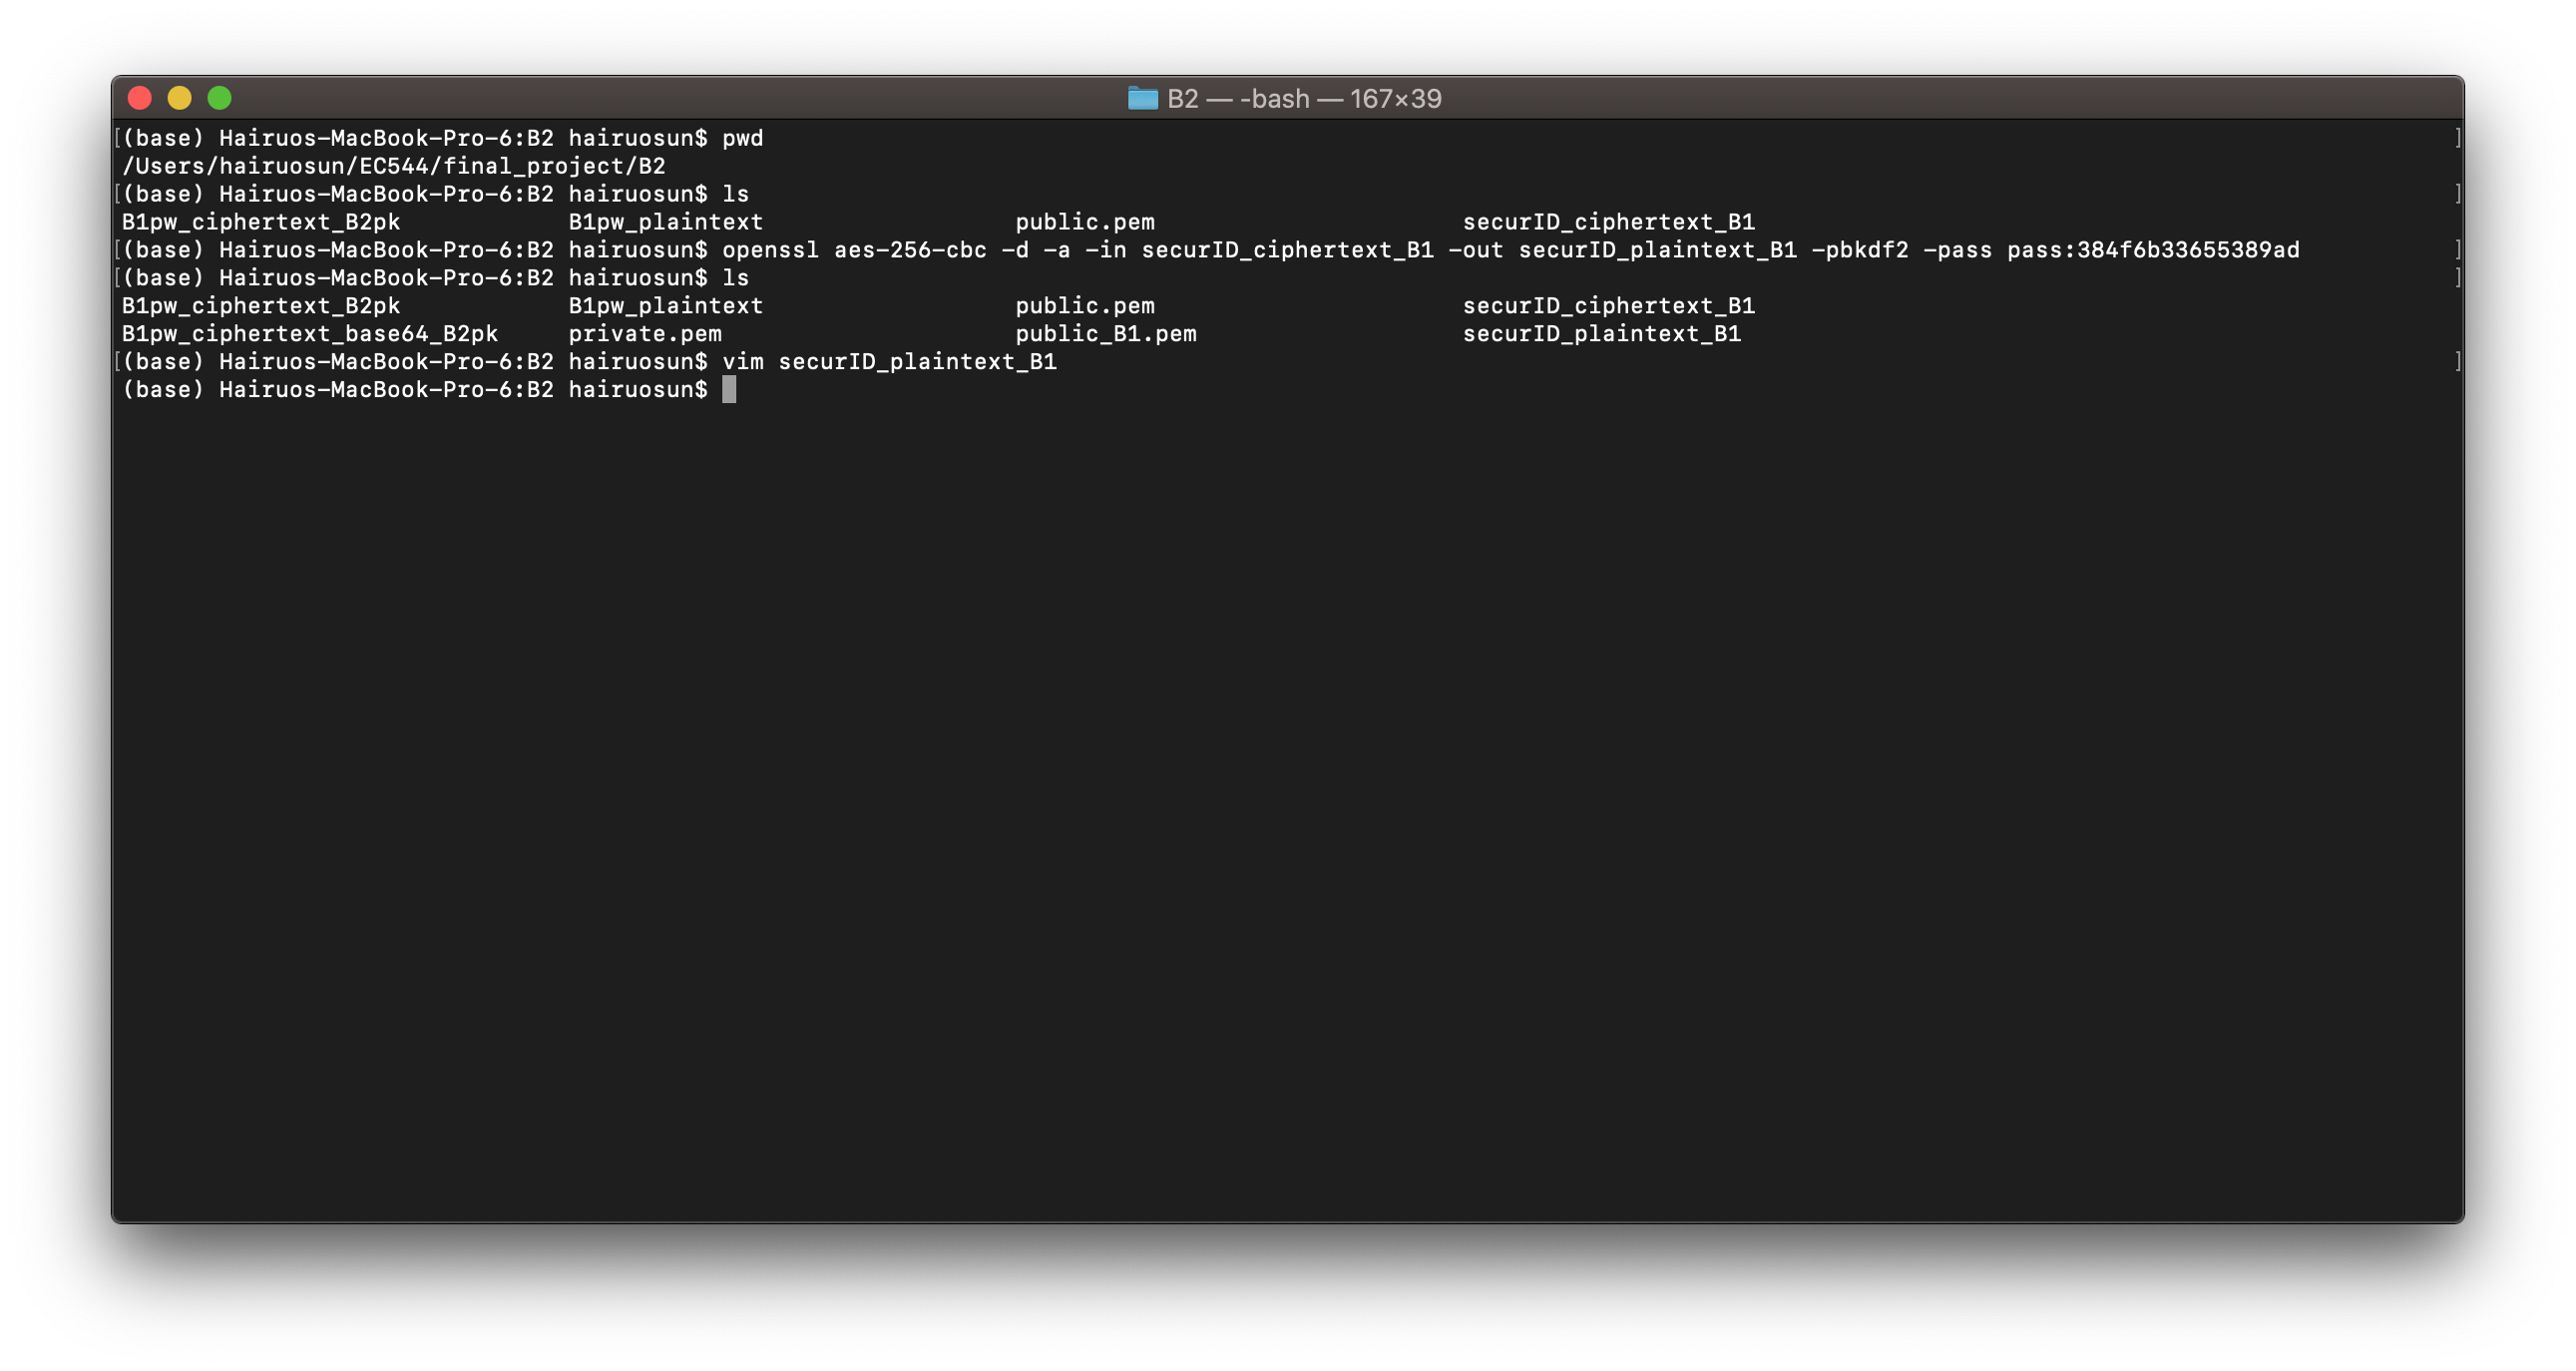 B2 — -bash — 167×39
[(base) Hairuos-MacBook-Pro-6:B2 hairuosun$ pwd ]
/Users/hairuosun/EC544/final_project/B2
[(base) Hairuos-MacBook-Pro-6:B2 hairuosun$ ls ]
B1pw_ciphertext_B2pk B1pw_plaintext public.pem securID_ciphertext_B1
[(base) Hairuos-MacBook-Pro-6:B2 hairuosun$ openssl aes-256-cbc -d -a -in securID_ciphertext_B1 -out securID_plaintext_B1 -pbkdf2 -pass pass:384f6b33655389ad ]
[(base) Hairuos-MacBook-Pro-6:B2 hairuosun$ ls ]
B1pw_ciphertext_B2pk B1pw_plaintext public.pem securID_ciphertext_B1
B1pw_ciphertext_base64_B2pk private.pem public_B1.pem securID_plaintext_B1
[(base) Hairuos-MacBook-Pro-6:B2 hairuosun$ vim securID_plaintext_B1 ]
(base) Hairuos-MacBook-Pro-6:B2 hairuosun$